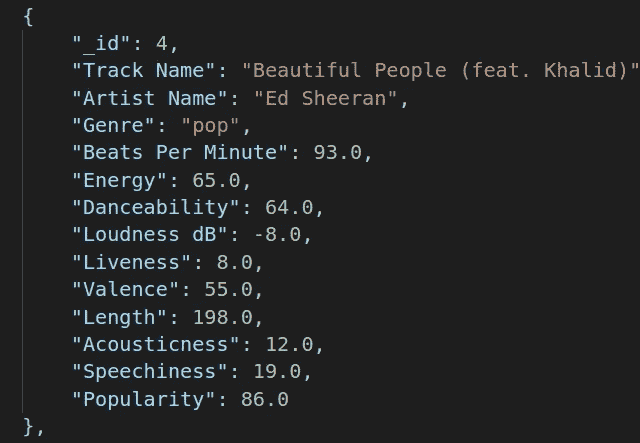 {
    "_id": 4,
    "Track Name": "Beautiful People (feat. Khalid)"
    "Artist Name": "Ed Sheeran",
    "Genre": "pop",
    "Beats Per Minute": 93.0,
    "Energy": 65.0,
    "Danceability": 64.0,
    "Loudness dB": -8.0,
    "Liveness": 8.0,
    "Valence": 55.0,
    "Length": 198.0,
    "Acousticness": 12.0,
    "Speechiness": 19.0,
    "Popularity": 86.0
},